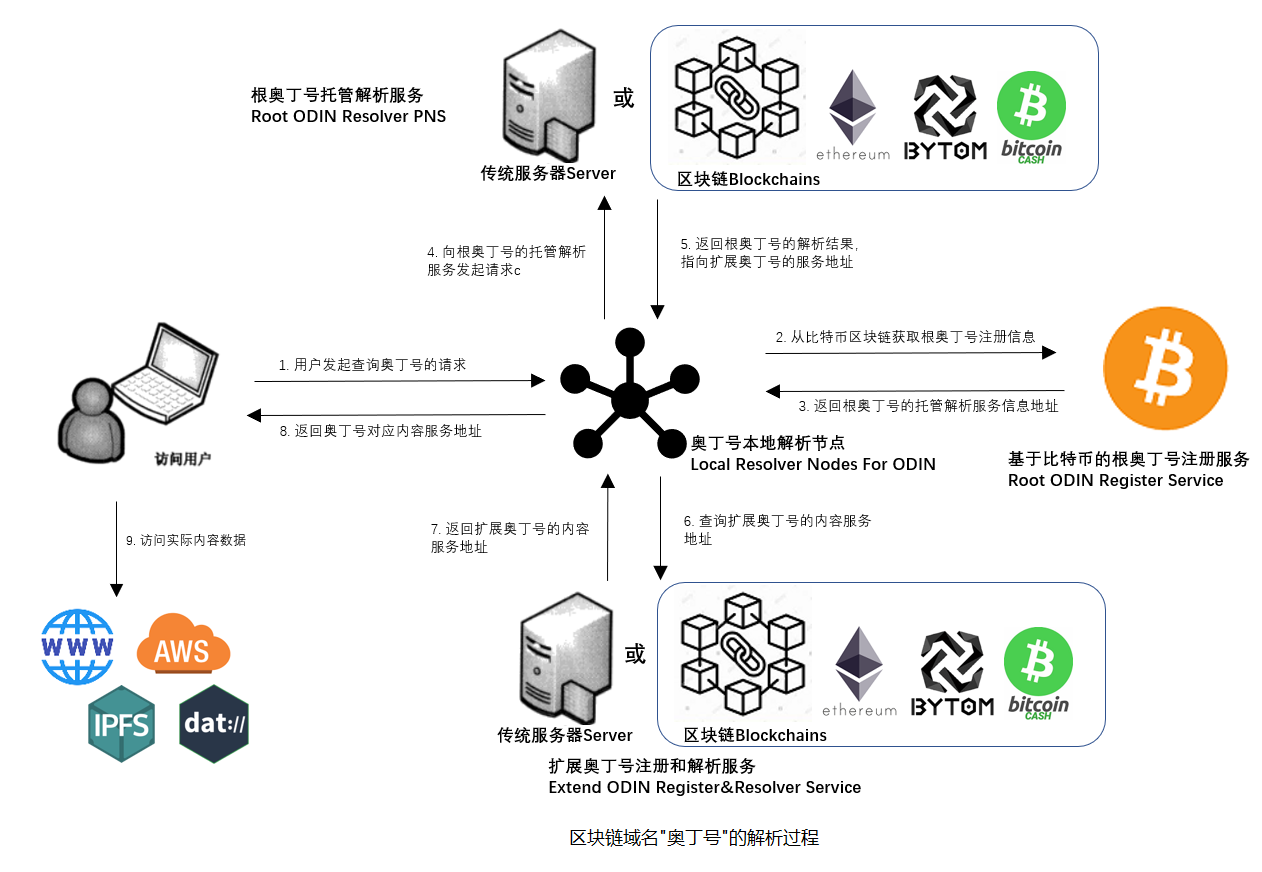 根奥丁号托管解析服务
Root ODIN Resolver PNS
或
ethereum
BYTOM
bitcoin
CASH
传统服务器Server
区块链Blockchains
4. 向根奥丁号的托管解析
服务发起请求c
5. 返回根奥丁号的解析结果,
指向扩展奥丁号的服务地址
1. 用户发起查询奥丁号的请求
2. 从比特币区块链获取根奥丁号注册信息
3. 返回根奥丁号的托管解析服务信息地址
8. 返回奥丁号对应内容服务地址
访问用户
奥丁号本地解析节点
Local Resolver Nodes For ODIN
基于比特币的根奥丁号注册服务
Root ODIN Register Service
7. 返回扩展奥丁号的内容
服务地址
6. 查询扩展奥丁号的内容服务
地址
9. 访问实际内容数据
WWW
AWS
IPFS
dat://
或
ethereum
BYTOM
bitcoin
CASH
传统服务器Server
区块链Blockchains
扩展奥丁号注册和解析服务
Extend ODIN Register&Resolver Service
区块链域名"奥丁号"的解析过程